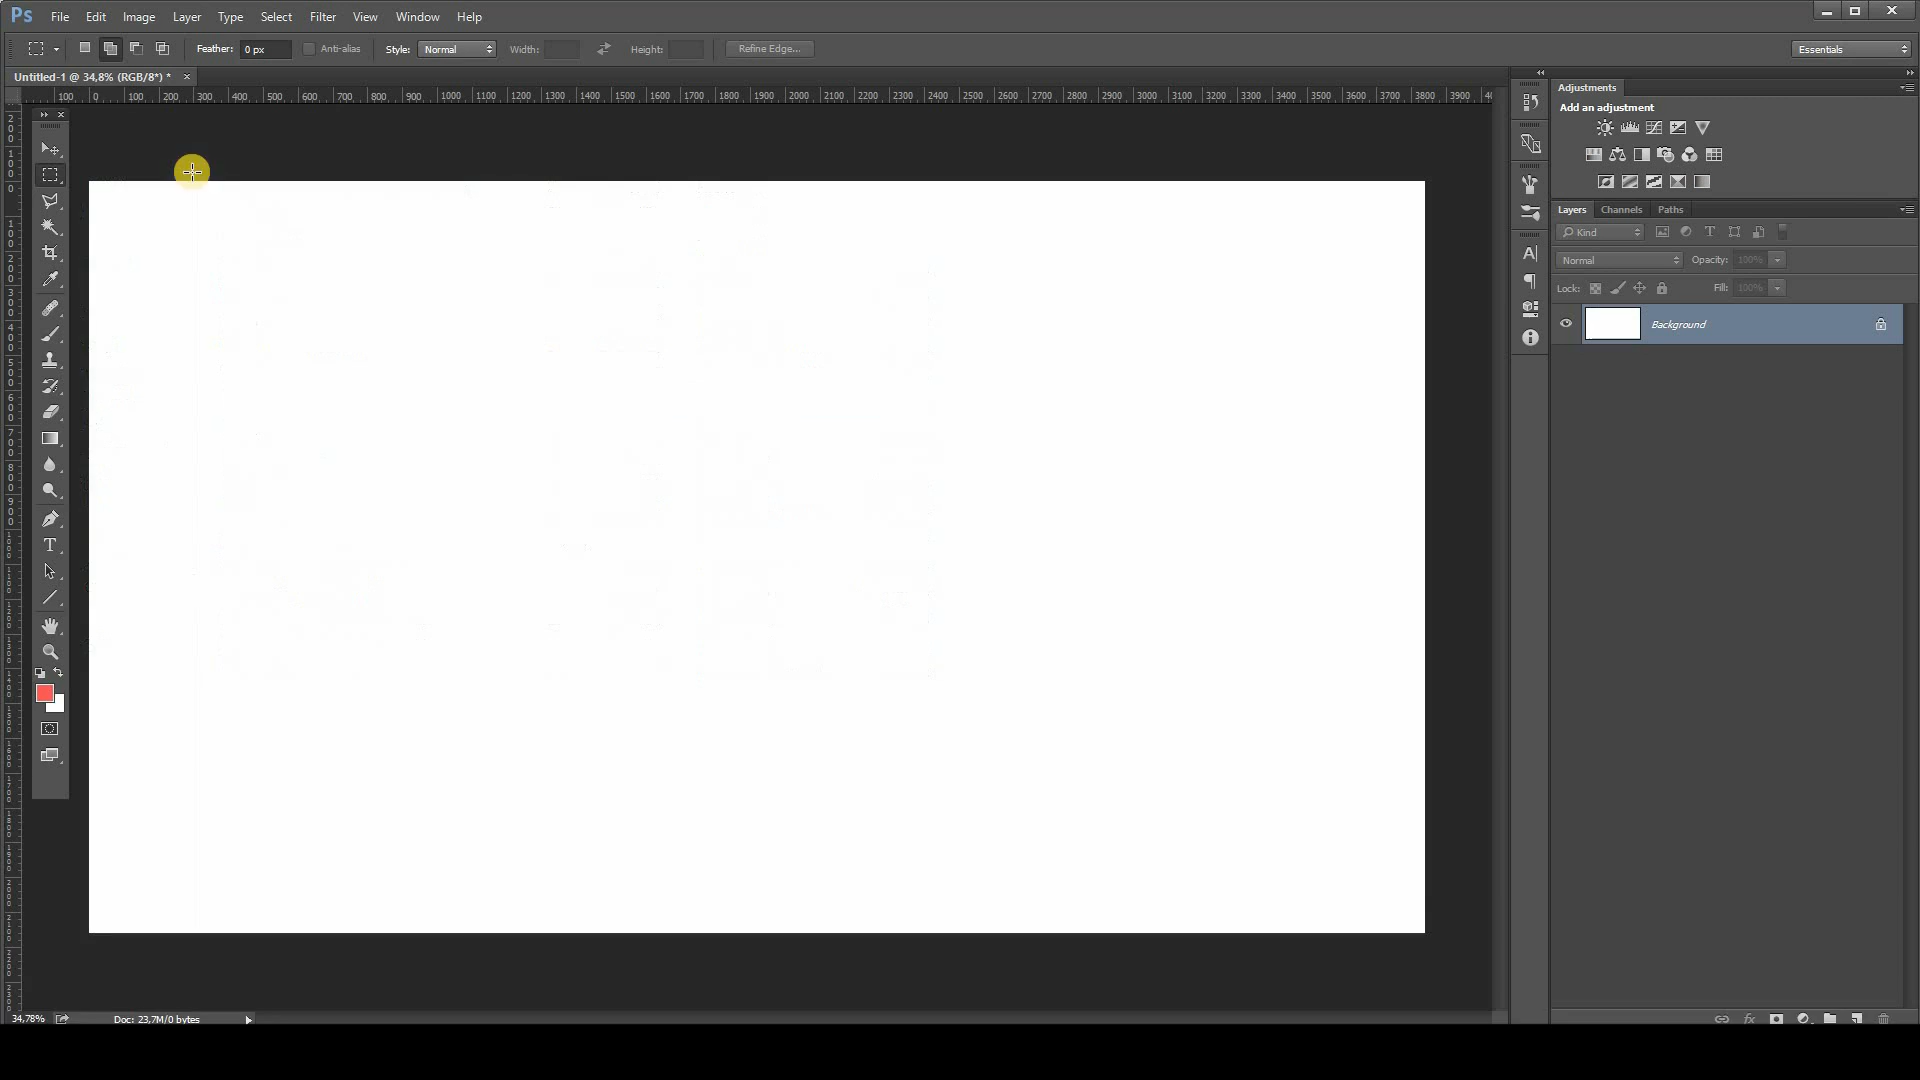 Ps File Edit Image Layer Type Select Filter View Window Help
Feather: 0 px Anti-alias Style: Normal Width: Height: Refine Edge... Essentials
Untitled-1 @ 34,8% (RGB/8*) * ×
100 0 100 200 300 400 500 600 700 800 900 1000 1100 1200 1300 1400 1500 1600 1700 1800 1900 2000 2100 2200 2300 2400 2500 2600 2700 2800 2900 3000 3100 3200 3300 3400 3500 3600 3700 3800 3900
Adjustments
Add an adjustment
Layers Channels Paths
Kind
Normal Opacity: 100%
Lock: Fill: 100%
Background
34,78% Doc: 23,7M/0 bytes